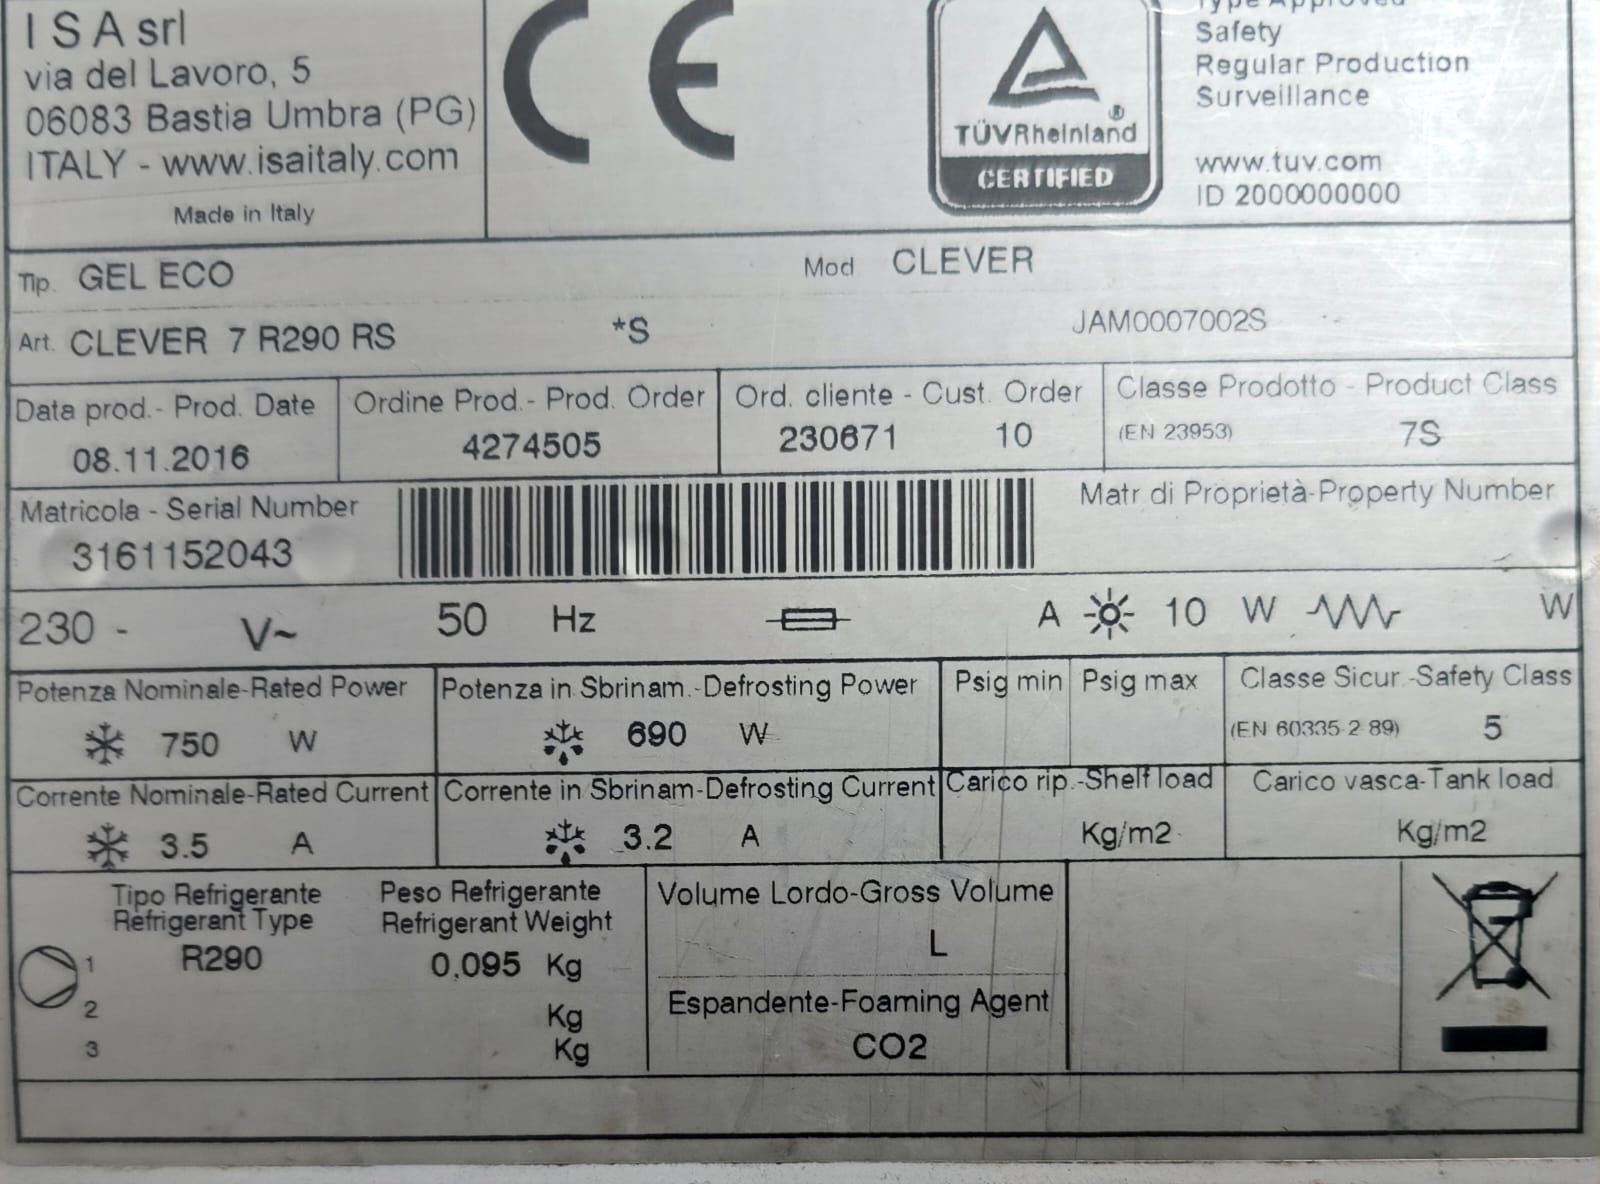 I S A srl
via del Lavoro, 5
06083 Bastia Umbra (PG)
ITALY - www.isaitaly.com
Made in Italy
CE
TÜVRheinland ®
CERTIFIED
Type Approved
Safety
Regular Production
Surveillance
www.tuv.com
ID 2000000000
Tip. GEL ECO Mod CLEVER
Art. CLEVER 7 R290 RS *S JAM0007002S
Data prod.- Prod. Date Ordine Prod.- Prod. Order Ord. cliente - Cust. Order Classe Prodotto - Product Class
08.11.2016 4274505 230671 10 (EN 23953) 7S
Matricola - Serial Number Matr di Proprietà-Property Number
3161152043
230 - V~ 50 Hz A 10 W W
Potenza Nominale-Rated Power Potenza in Sbrinam.-Defrosting Power Psig min Psig max Classe Sicur.-Safety Class
750 W 690 W (EN 60335-2-89) 5
Corrente Nominale-Rated Current Corrente in Sbrinam-Defrosting Current Carico rip.-Shelf load Carico vasca-Tank load
3.5 A 3.2 A Kg/m2 Kg/m2
Tipo Refrigerante Peso Refrigerante Volume Lordo-Gross Volume
Refrigerant Type Refrigerant Weight
L
1 R290 0,095 Kg
2 Kg
Espandente-Foaming Agent
3 Kg
CO2